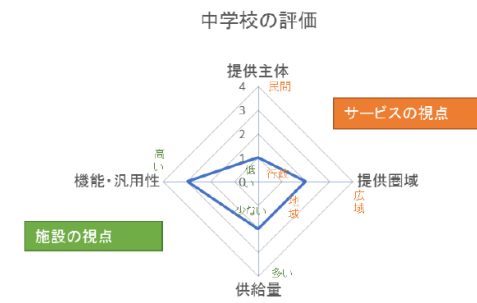 中学校の評価
提供主体
4
民間
3
サービスの視点
2
高い
1
低い
行政
機能・汎用性
0
提供圏域
少ない
地域
広域
施設の視点
多い
供給量